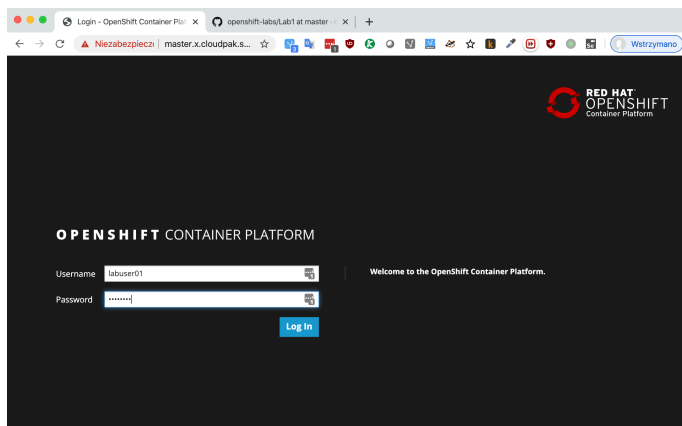 Login - OpenShift Container Plat
openshift-labs/Lab1 at master ·
Niezabezpiecz
master.x.cloudpak.s...
Wstrzymano
RED HAT
OPENSHIFT
Container Platform
OPENSHIFT CONTAINER PLATFORM
Username labuser01
Welcome to the OpenShift Container Platform.
Password ••••••••
Log In